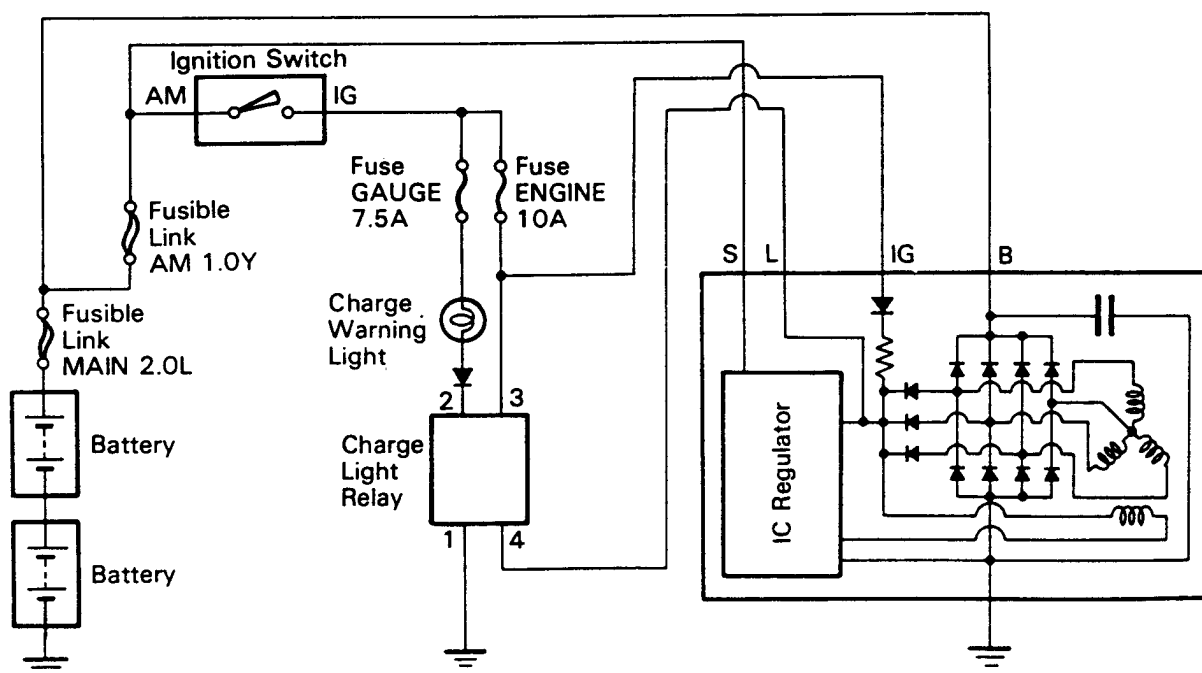 Ignition Switch
AM
IG
Fuse
GAUGE
7.5A
Fuse
ENGINE
10A
Fusible
Link
AM 1.0Y
S
L
IG
B
Fusible
Link
MAIN 2.0L
Charge
Warning
Light
2
3
Battery
Charge
Light
Relay
IC Regulator
1
4
Battery